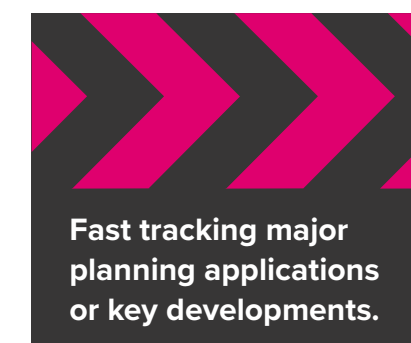 Fast tracking major
planning applications
or key developments.